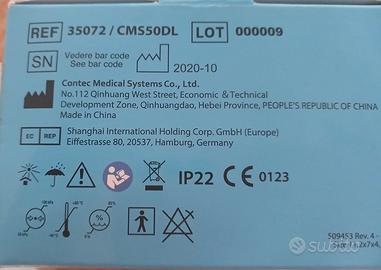 REF 35072 / CMS50DL LOT 000009
SN Vedere bar code
See bar code
2020-10
Contec Medical Systems Co., Ltd.
No.112 Qinhuang West Street, Economic & Technical
Development Zone, Qinhuangdao, Hebei Province, PEOPLE'S REPUBLIC OF CHINA
Made in China
EC REP Shanghai International Holding Corp. GmbH (Europe)
Eiffestrasse 80, 20537, Hamburg, Germany
IP22 CE 0123
509453 Rev. 4 -
subito